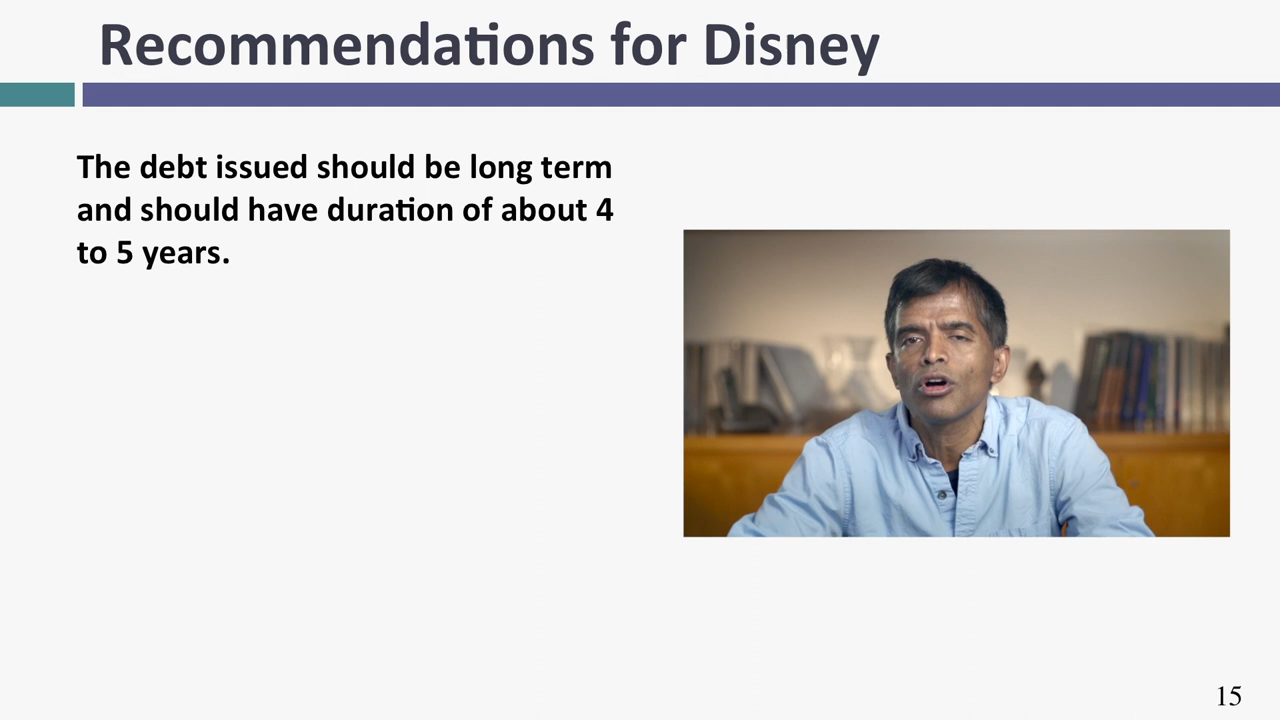 Recommendations for Disney
The debt issued should be long term
and should have duration of about 4
to 5 years.
15